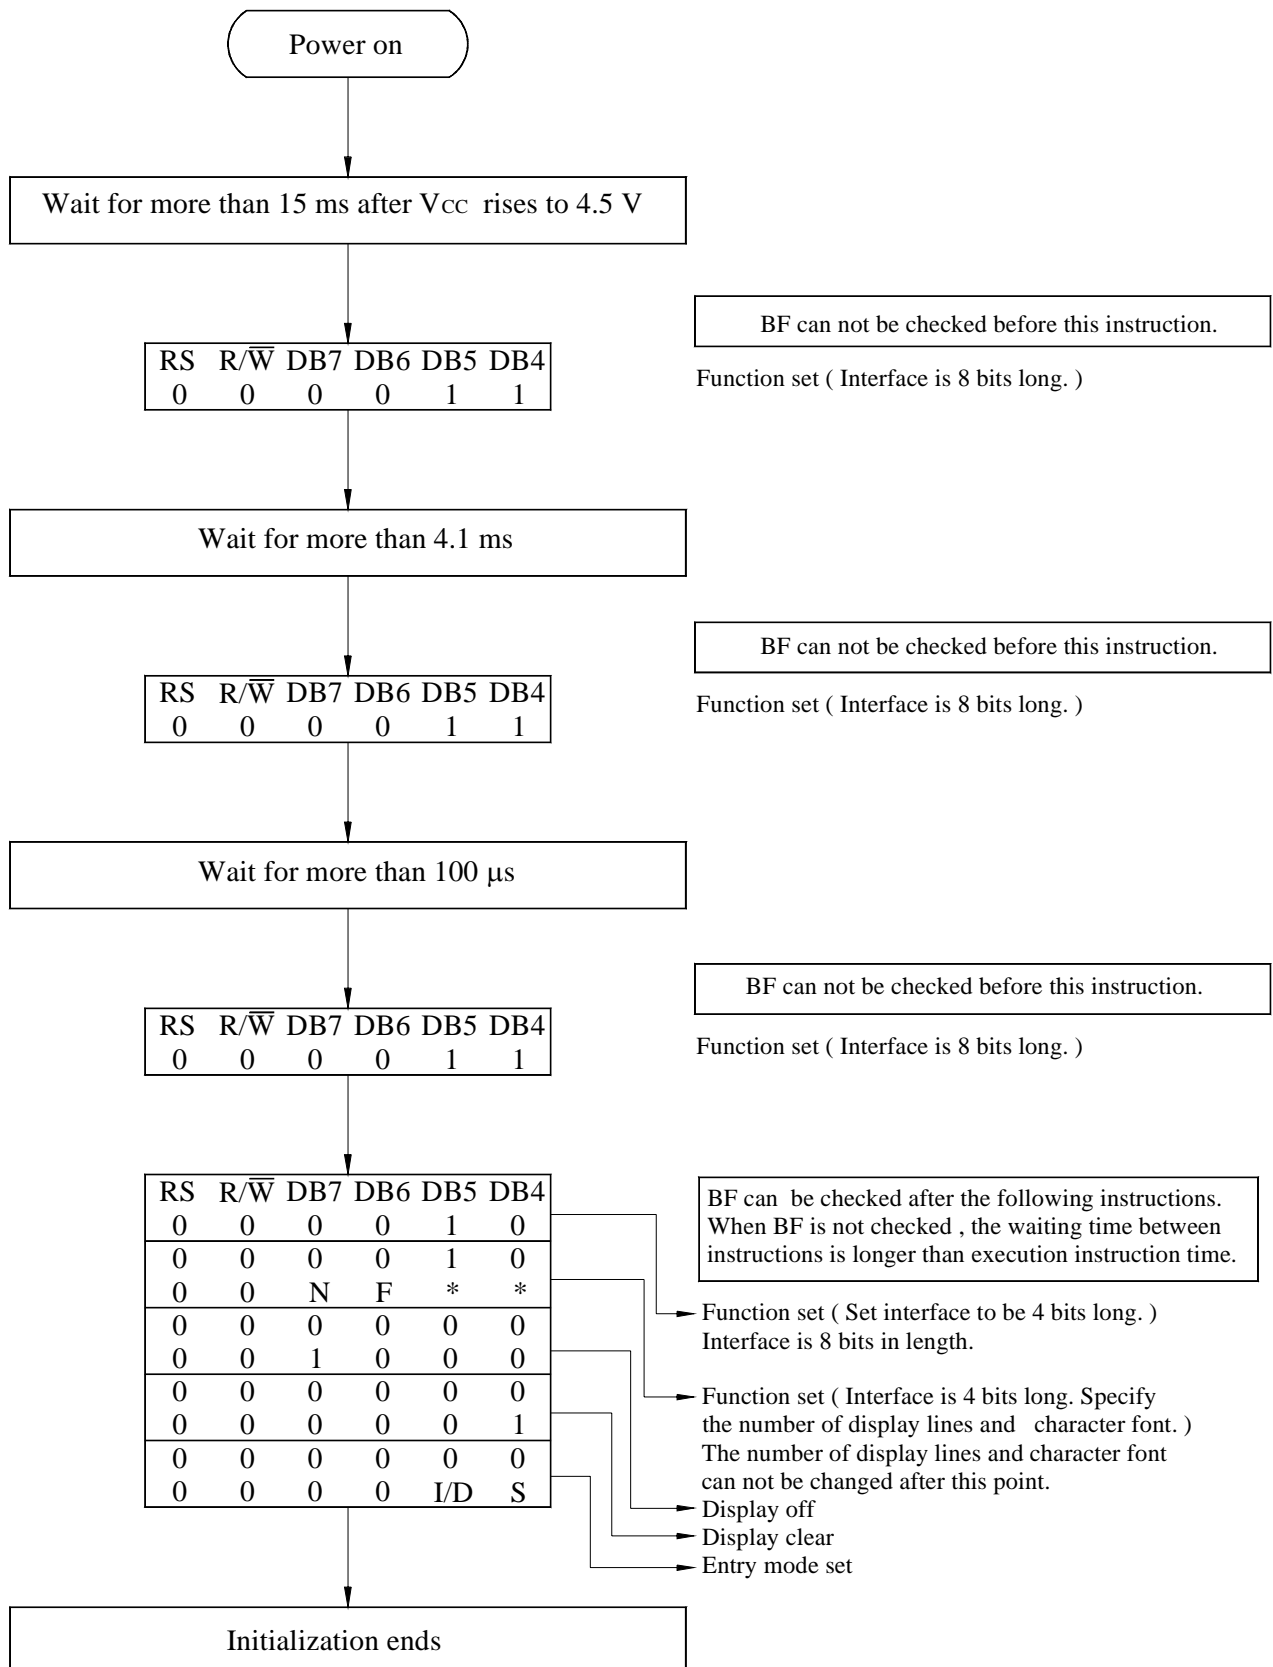 Power on
Wait for more than 15 ms after VCC rises to 4.5 V
BF can not be checked before this instruction.
RS R/W̅ DB7 DB6 DB5 DB4
0 0 0 0 1 1
Function set ( Interface is 8 bits long. )
Wait for more than 4.1 ms
BF can not be checked before this instruction.
RS R/W̅ DB7 DB6 DB5 DB4
0 0 0 0 1 1
Function set ( Interface is 8 bits long. )
Wait for more than 100 μs
BF can not be checked before this instruction.
RS R/W̅ DB7 DB6 DB5 DB4
0 0 0 0 1 1
Function set ( Interface is 8 bits long. )
RS R/W̅ DB7 DB6 DB5 DB4
0 0 0 0 1 0
0 0 0 0 1 0
0 0 N F * *
0 0 0 0 0 0
0 0 1 0 0 0
0 0 0 0 0 0
0 0 0 0 0 1
0 0 0 0 0 0
0 0 0 0 I/D S
BF can be checked after the following instructions.
When BF is not checked , the waiting time between
instructions is longer than execution instruction time.
Function set ( Set interface to be 4 bits long. )
Interface is 8 bits in length.
Function set ( Interface is 4 bits long. Specify
the number of display lines and character font. )
The number of display lines and character font
can not be changed after this point.
Display off
Display clear
Entry mode set
Initialization ends